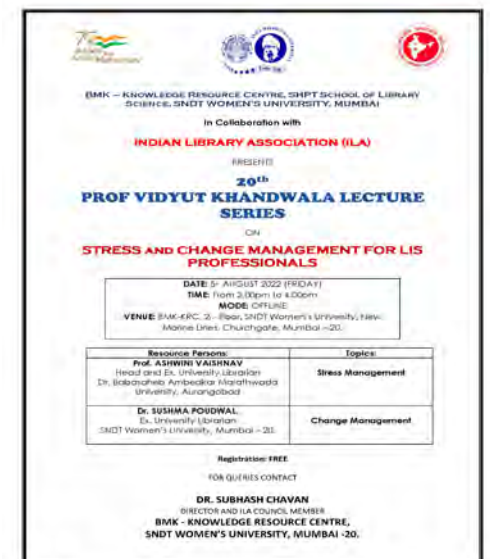 BMK – KNOWLEDGE RESOURCE CENTRE, SHPT SCHOOL OF LIBRARY
SCIENCE, SNDT WOMEN'S UNIVERSITY, MUMBAI
In Collaboration with
INDIAN LIBRARY ASSOCIATION (ILA)
PRESENTS
20th
PROF VIDYUT KHANDWALA LECTURE
SERIES
ON
STRESS AND CHANGE MANAGEMENT FOR LIS
PROFESSIONALS
DATE: 5th AUGUST 2022 (FRIDAY)
TIME: From 2.00pm to 4.00pm
MODE: OFFLINE
VENUE: BMK-KRC, Floor, SNDT Women's University, New
Marine Lines, Churchgate, Mumbai –20.
Resource Persons: Topics:
Prof. ASHWINI VAISHNAV
Head and Ex. University Librarian
Dr. Babasaheb Ambedkar Marathwada
University, Aurangabad
Stress Management
Dr. SUSHMA POUDWAL
Ex. University Librarian
SNDT Women's University, Mumbai – 20.
Change Management
Registration: FREE
FOR QUERIES CONTACT
DR. SUBHASH CHAVAN
DIRECTOR AND ILA COUNCIL MEMBER
BMK - KNOWLEDGE RESOURCE CENTRE,
SNDT WOMEN'S UNIVERSITY, MUMBAI -20.